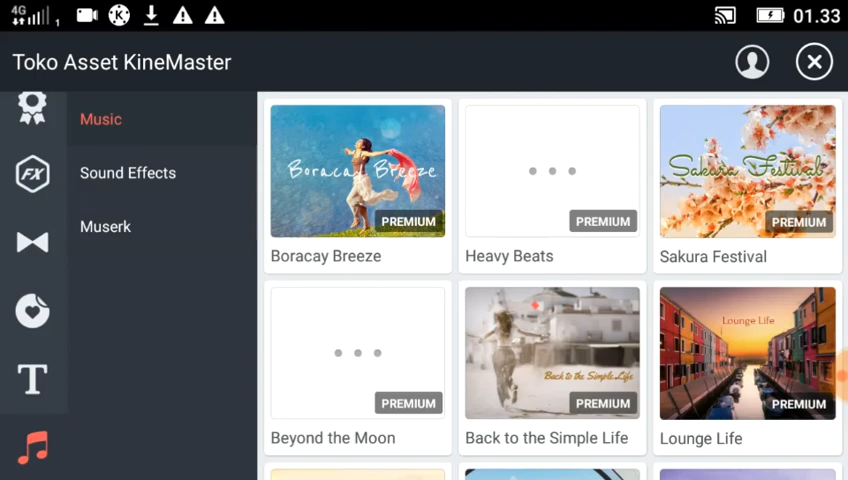 4G
1
01.33
Toko Asset KineMaster
Music
Sound Effects
Muserk
FX
T
Boracay Breeze
PREMIUM
Boracay Breeze
PREMIUM
Heavy Beats
Sakura Festival
PREMIUM
Sakura Festival
PREMIUM
Beyond the Moon
Back to the Simple Life
PREMIUM
Back to the Simple Life
Lounge Life
PREMIUM
Lounge Life